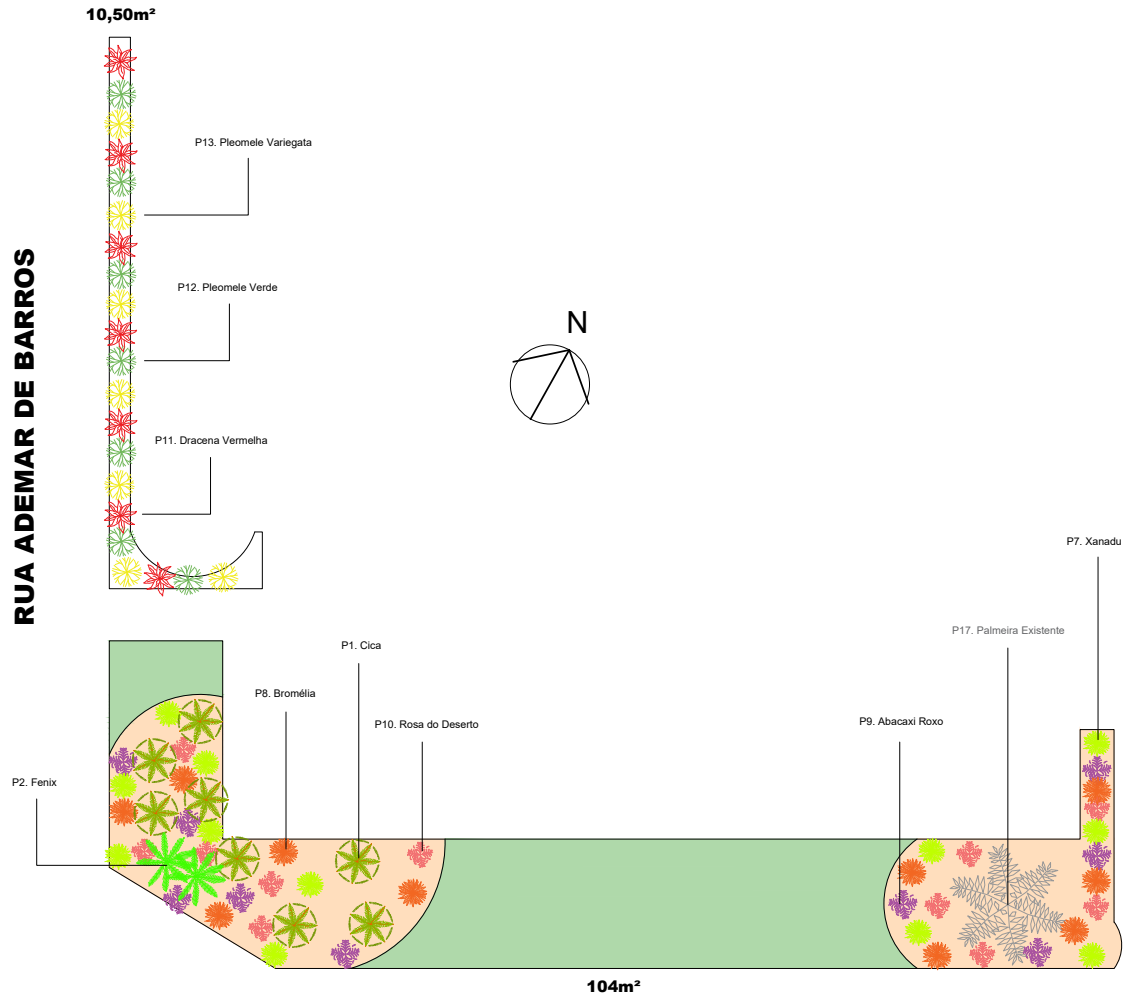 10,50m²
P13. Pleomele Variegata
RUA ADEMAR DE BARROS
P12. Pleomele Verde
N
P11. Dracena Vermelha
P7. Xanadu
P17. Palmeira Existente
P1. Cica
P8. Bromélia
P10. Rosa do Deserto
P9. Abacaxi Roxo
P2. Fenix
104m²